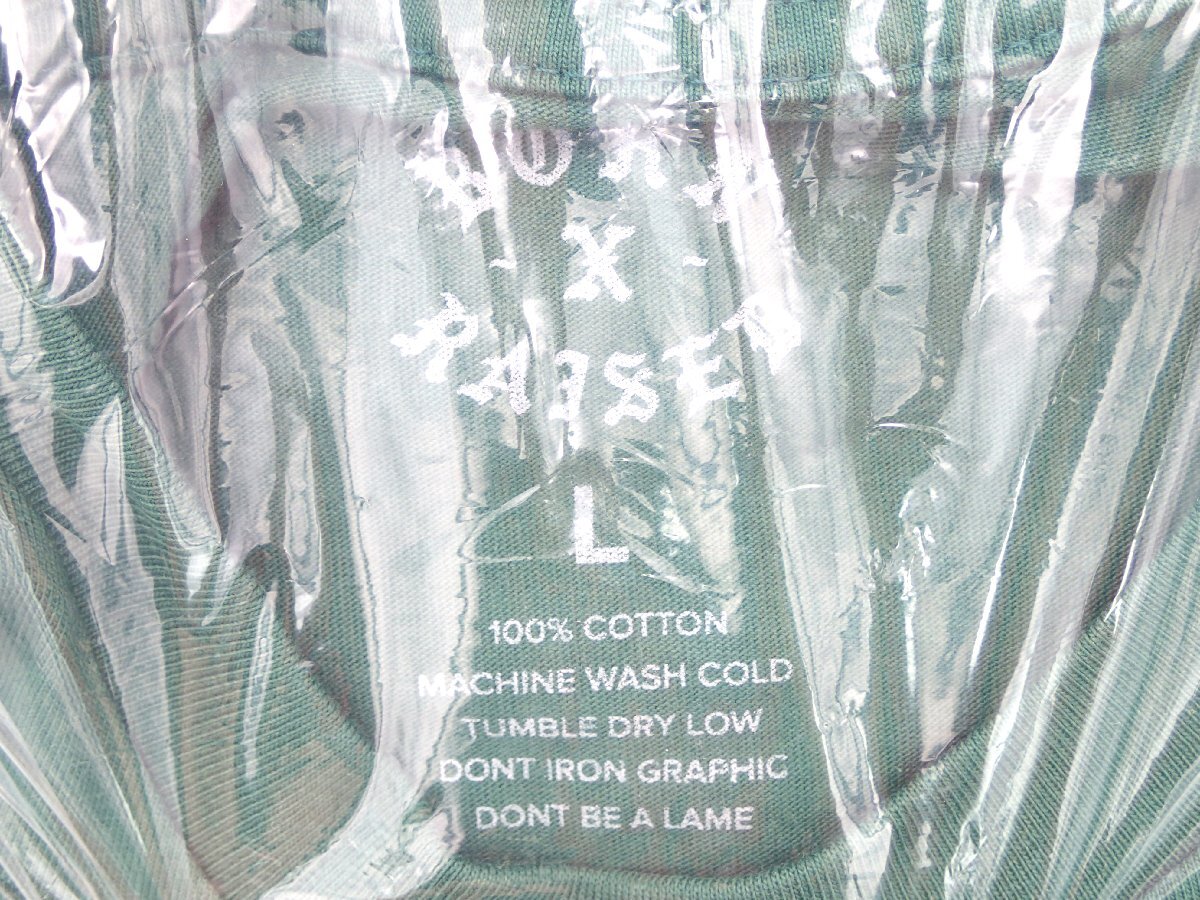 BORN
X
RAISED
L
100% COTTON
MACHINE WASH COLD
TUMBLE DRY LOW
DONT IRON GRAPHIC
DONT BE A LAME